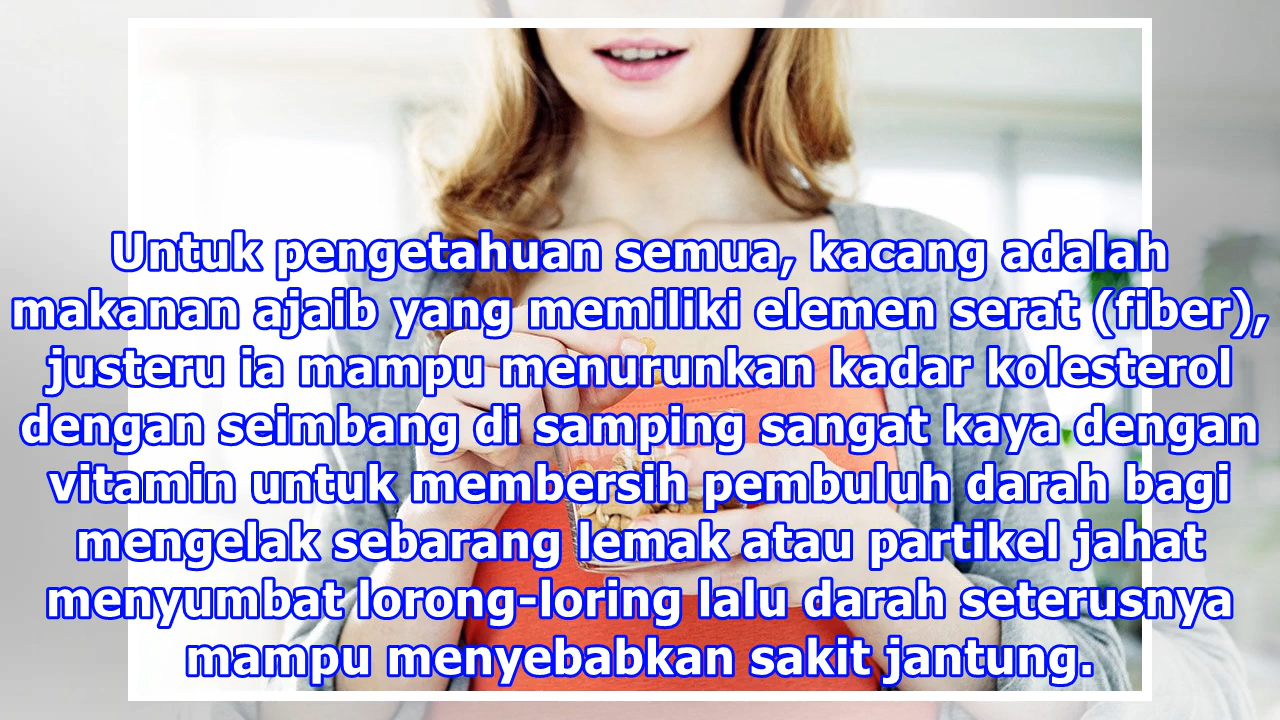 Untuk pengetahuan semua, kacang adalah
makanan ajaib yang memiliki elemen serat (fiber),
justeru ia mampu menurunkan kadar kolesterol
dengan seimbang di samping sangat kaya dengan
vitamin untuk membersih pembuluh darah bagi
mengelak sebarang lemak atau partikel jahat
menyumbat lorong-loring lalu darah seterusnya
mampu menyebabkan sakit jantung.